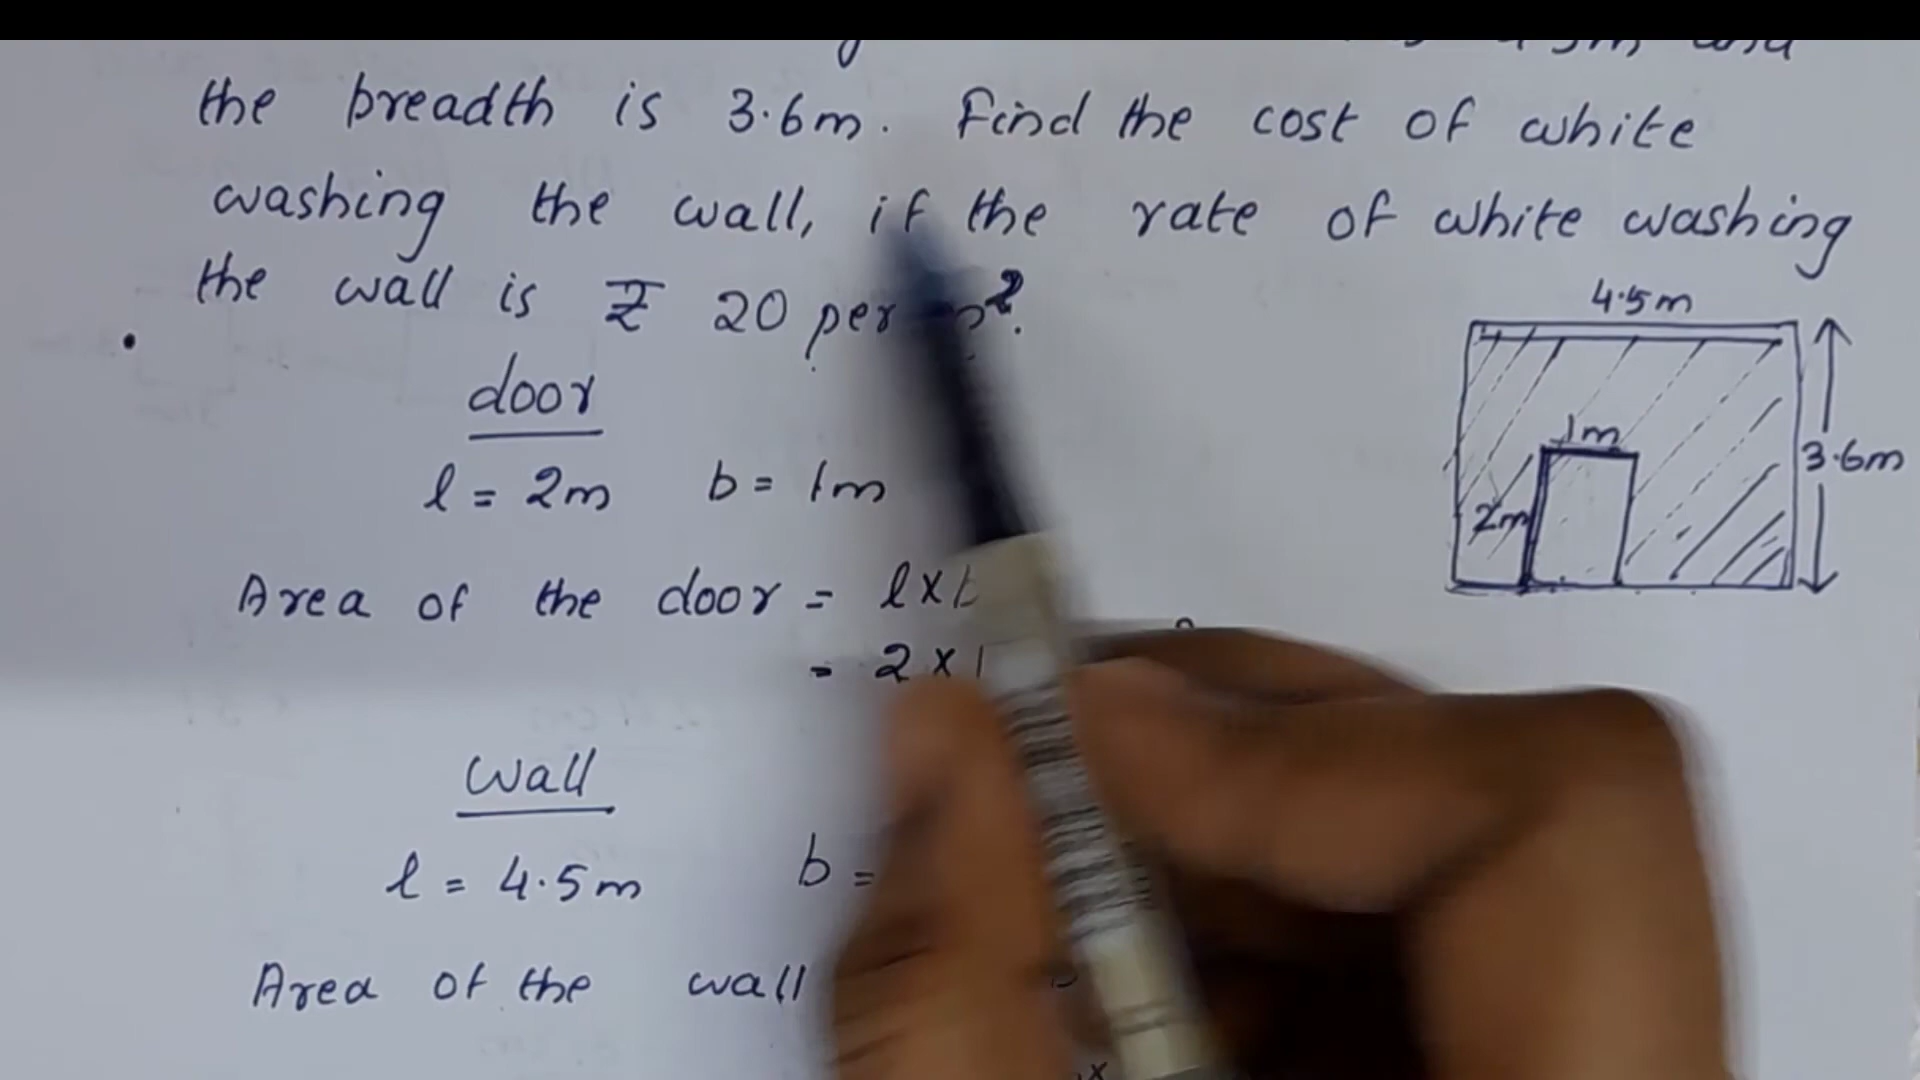 and
the breadth is 3.6m. Find the cost of white
washing the wall, if the rate of white washing
the wall is ₹ 20 per m².
4.5m
door
1m
3.6m
l = 2m b = 1m
2m
Area of the door = l×b
= 2×1
wall
l = 4.5m b =
Area of the wall
×